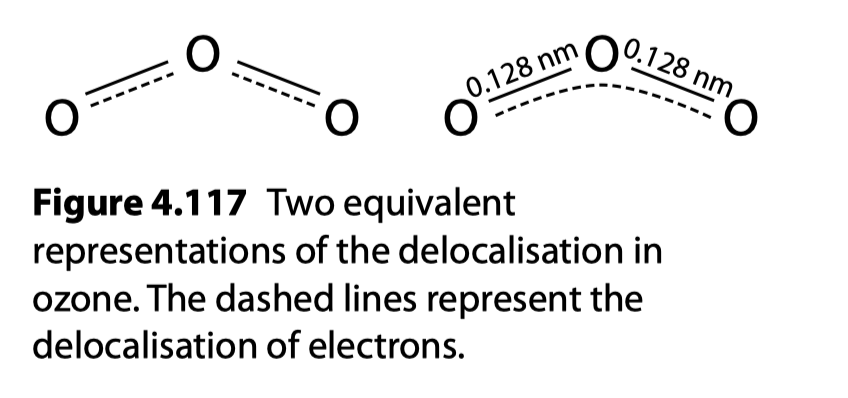 O
O O
0.128 nm O 0.128 nm
O O
Figure 4.117 Two equivalent
representations of the delocalisation in
ozone. The dashed lines represent the
delocalisation of electrons.